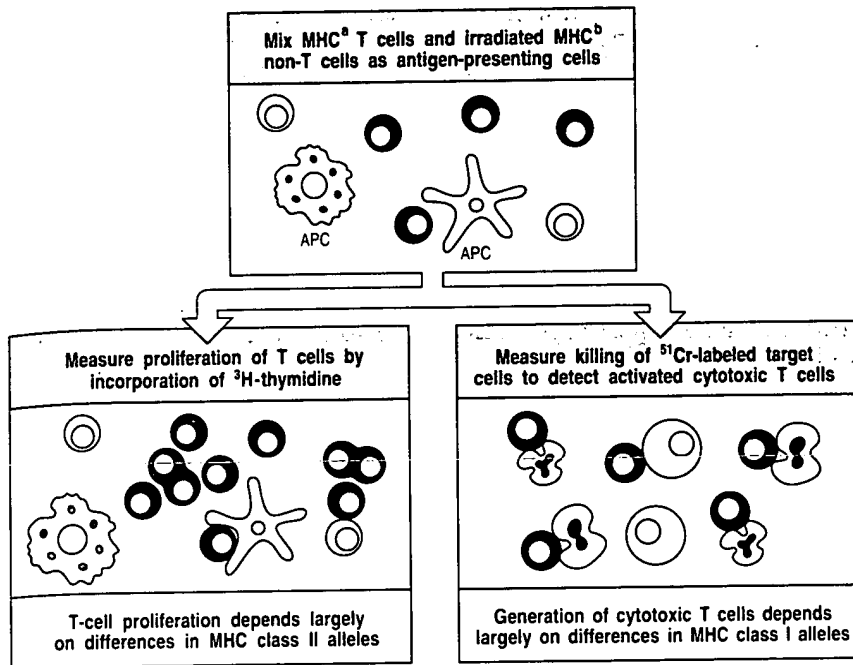 Mix MHCᵃ T cells and irradiated MHCᵇ
non-T cells as antigen-presenting cells
APC
APC
Measure proliferation of T cells by
incorporation of ³H-thymidine
T-cell proliferation depends largely
on differences in MHC class II alleles
Measure killing of ⁵¹Cr-labeled target
cells to detect activated cytotoxic T cells
Generation of cytotoxic T cells depends
largely on differences in MHC class I alleles